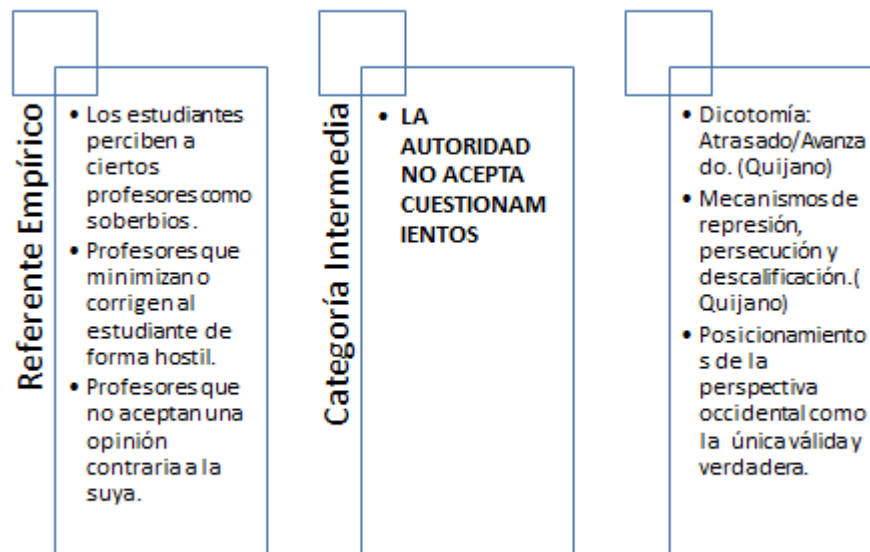 Referente Empírico
• Los estudiantes
perciben a
ciertos
profesores como
soberbios.
• Profesores que
minimizan o
corrigen al
estudiante de
forma hostil.
• Profesores que
no aceptan una
opinión
contraria a la
suya.
Categoría Intermedia
• LA
AUTORIDAD
NO ACEPTA
CUESTIONAM
IENTOS
• Dicotomía:
Atrasado/Avanza
do. (Quijano)
• Mecanismos de
represión,
persecución y
descalificación.(
Quijano)
• Posicionamiento
s de la
perspectiva
occidental como
la única válida y
verdadera.